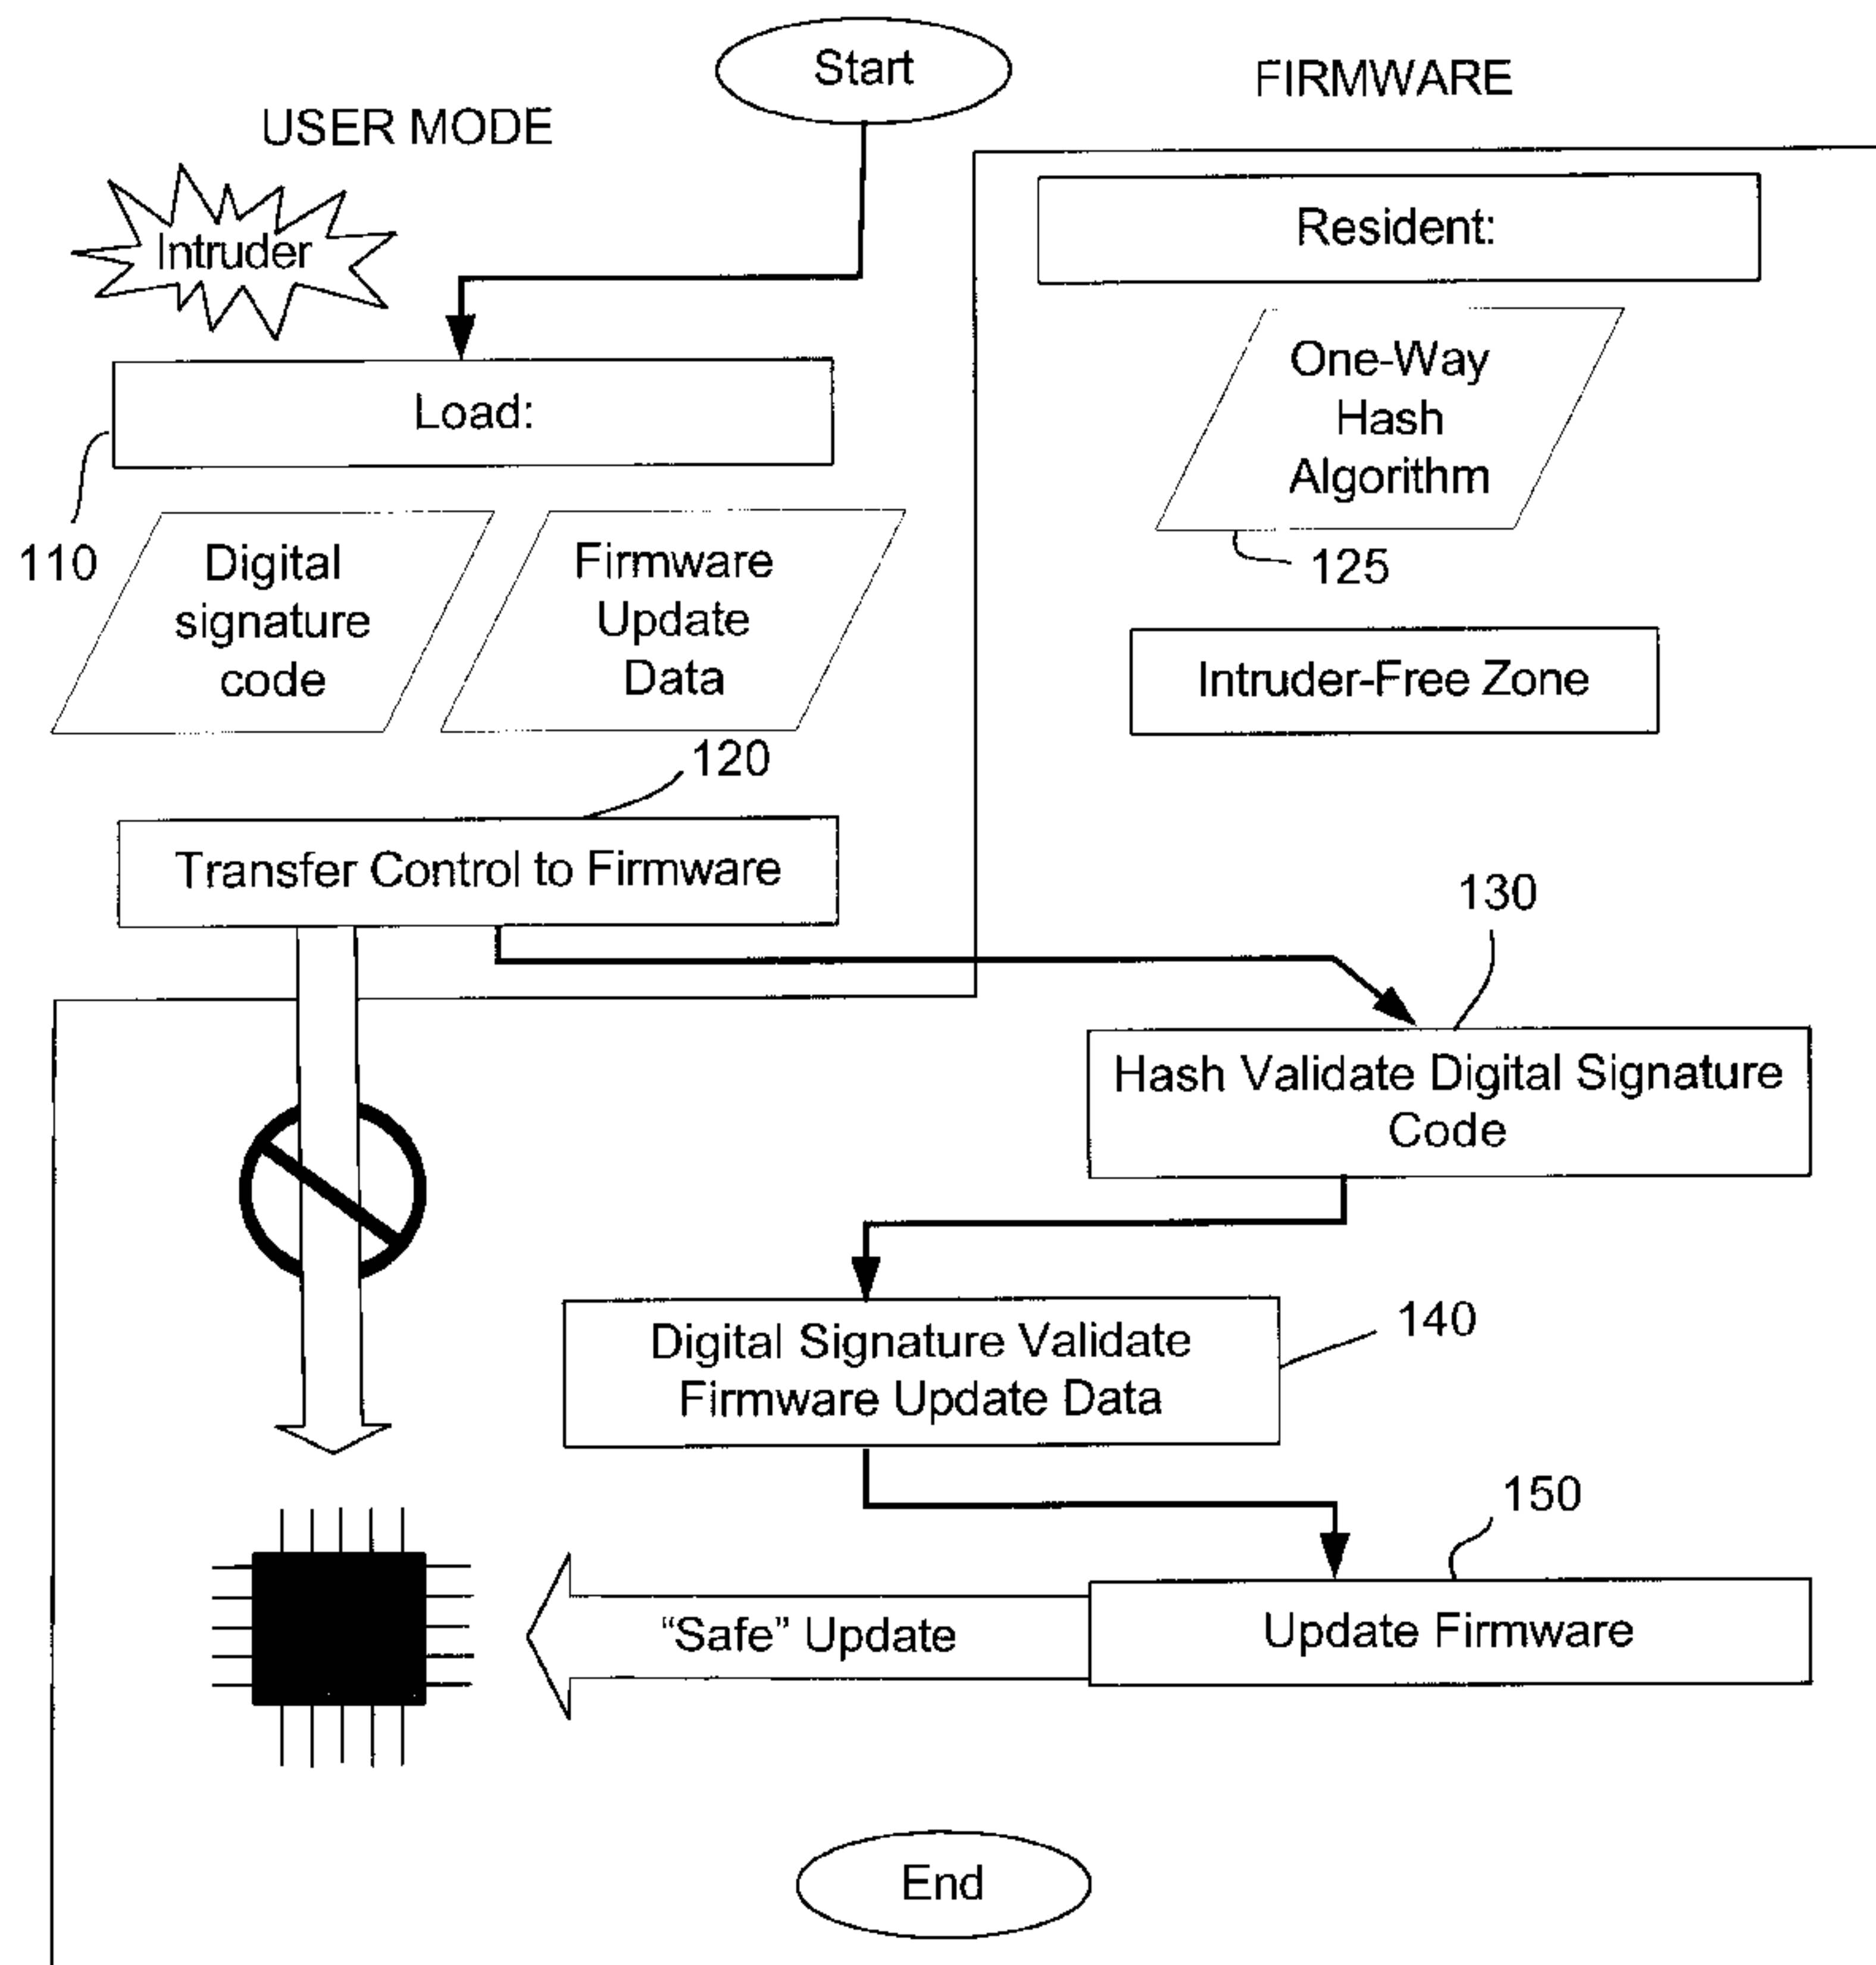 Start
FIRMWARE
USER MODE
Resident:
Intruder
One-Way
Hash
Algorithm
Load:
125
110
Digital
signature
code
Firmware
Update
Data
Intruder-Free Zone
120
Transfer Control to Firmware
130
Hash Validate Digital Signature
Code
140
Digital Signature Validate
Firmware Update Data
150
"Safe" Update
Update Firmware
End